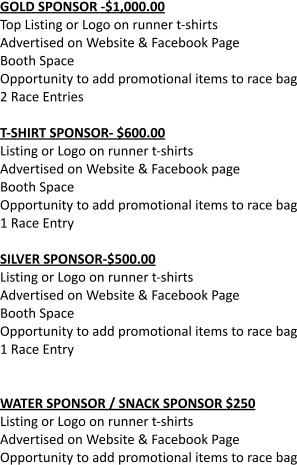 GOLD SPONSOR -$1,000.00
Top Listing or Logo on runner t-shirts
Advertised on Website & Facebook Page
Booth Space
Opportunity to add promotional items to race bag
2 Race Entries
T-SHIRT SPONSOR- $600.00
Listing or Logo on runner t-shirts
Advertised on Website & Facebook page
Booth Space
Opportunity to add promotional items to race bag
1 Race Entry
SILVER SPONSOR-$500.00
Listing or Logo on runner t-shirts
Advertised on Website & Facebook Page
Booth Space
Opportunity to add promotional items to race bag
1 Race Entry
WATER SPONSOR / SNACK SPONSOR $250
Listing or Logo on runner t-shirts
Advertised on Website & Facebook Page
Opportunity to add promotional items to race bag